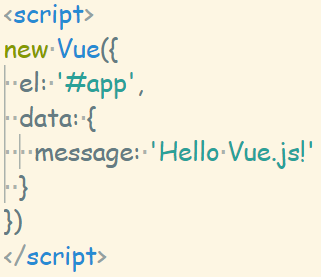 <script>
new Vue({
  el: '#app',
  data: {
    message: 'Hello Vue.js!'
  }
})
</script>